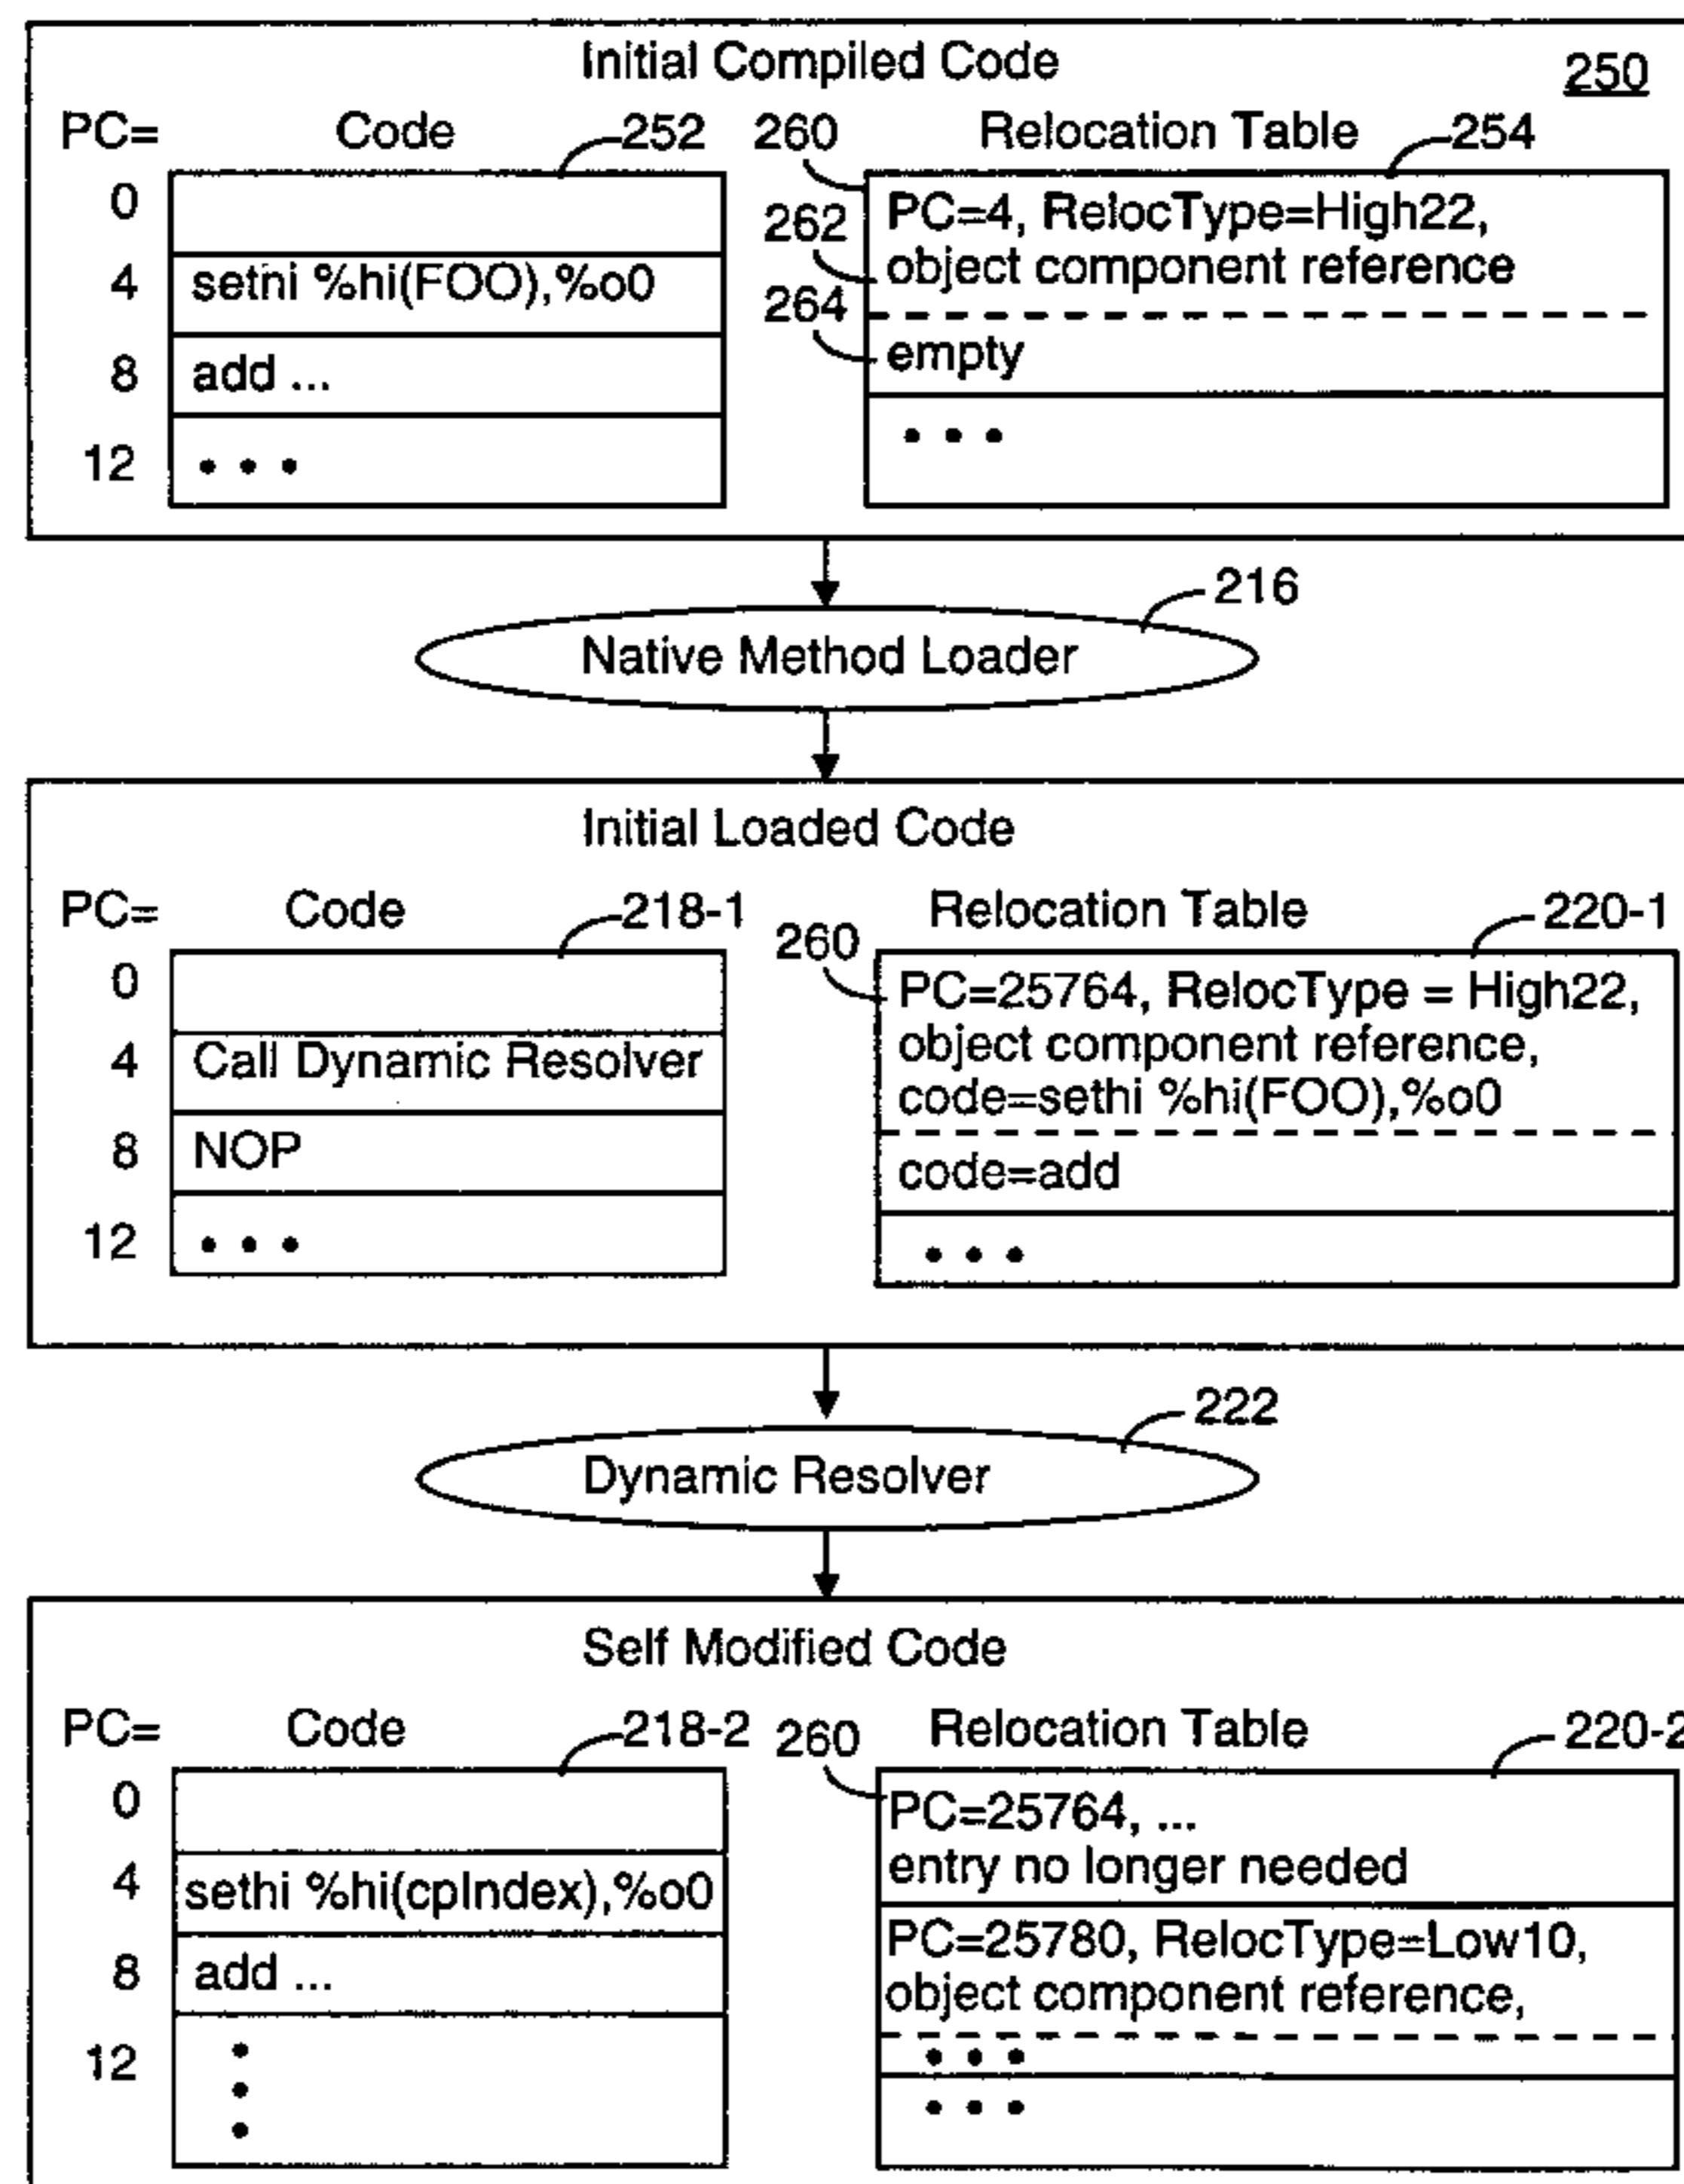 Initial Compiled Code
250
PC=
Code
252
260
Relocation Table
254
0
PC=4, RelocType=High22,
262
object component reference
4
setni %hi(FOO),%o0
264
empty
8
add ...
12
• • •
• • •
216
Native Method Loader
Initial Loaded Code
PC=
Code
218-1
Relocation Table
220-1
260
0
PC=25764, RelocType = High22,
object component reference,
4
Call Dynamic Resolver
code=sethi %hi(FOO),%o0
8
NOP
code=add
12
• • •
• • •
222
Dynamic Resolver
Self Modified Code
PC=
Code
218-2
260
Relocation Table
220-2
0
PC=25764, ...
entry no longer needed
4
sethi %hi(cpIndex),%o0
8
add ...
PC=25780, RelocType=Low10,
object component reference,
12
• • •
• • •
• • •